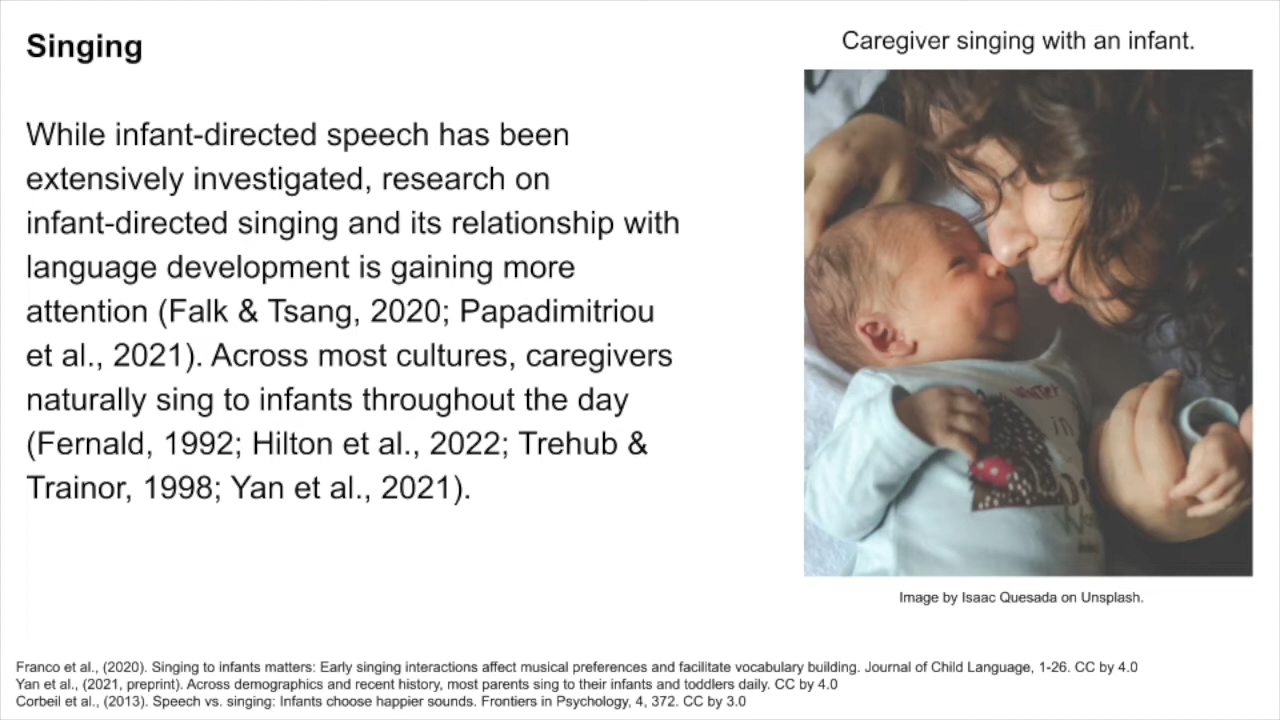 Singing
While infant-directed speech has been
extensively investigated, research on
infant-directed singing and its relationship with
language development is gaining more
attention (Falk & Tsang, 2020; Papadimitriou
et al., 2021). Across most cultures, caregivers
naturally sing to infants throughout the day
(Fernald, 1992; Hilton et al., 2022; Trehub &
Trainor, 1998; Yan et al., 2021).
Caregiver singing with an infant.
in
Image by Isaac Quesada on Unsplash.
Franco et al., (2020). Singing to infants matters: Early singing interactions affect musical preferences and facilitate vocabulary building. Journal of Child Language, 1-26. CC by 4.0
Yan et al., (2021, preprint). Across demographics and recent history, most parents sing to their infants and toddlers daily. CC by 4.0
Corbeil et al., (2013). Speech vs. singing: Infants choose happier sounds. Frontiers in Psychology, 4, 372. CC by 3.0